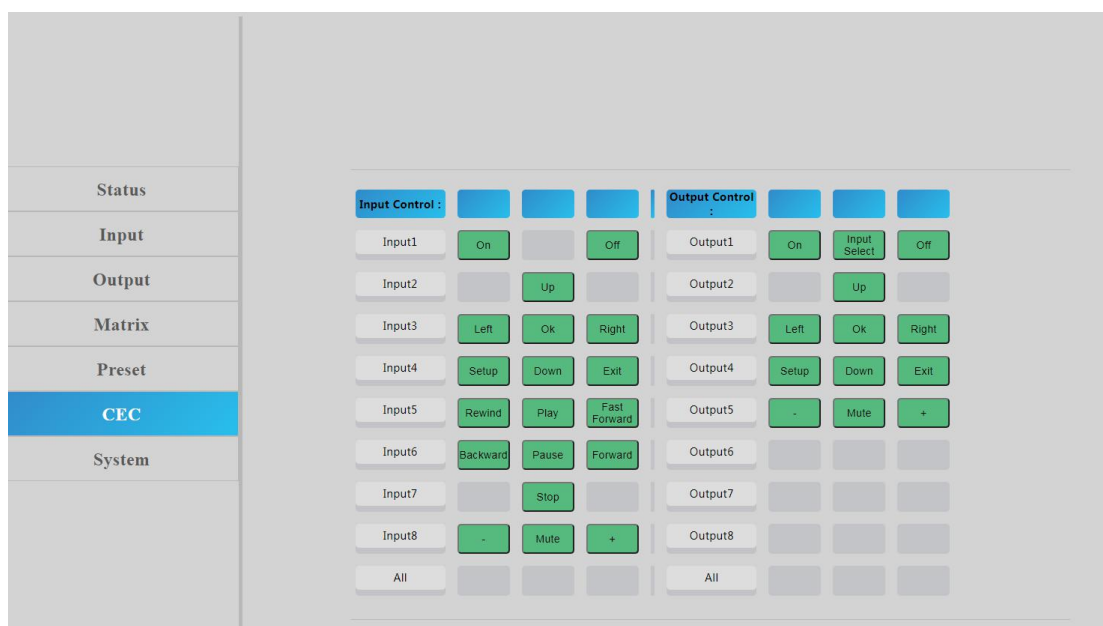 Status
Input
Output
Matrix
Preset
CEC
System
Input Control :
Input1 On Off
Input2 Up
Input3 Left Ok Right
Input4 Setup Down Exit
Input5 Rewind Play Fast Forward
Input6 Backward Pause Forward
Input7 Stop
Input8 - Mute +
All
Output Control :
Output1 On Input Select Off
Output2 Up
Output3 Left Ok Right
Output4 Setup Down Exit
Output5 - Mute +
Output6
Output7
Output8
All